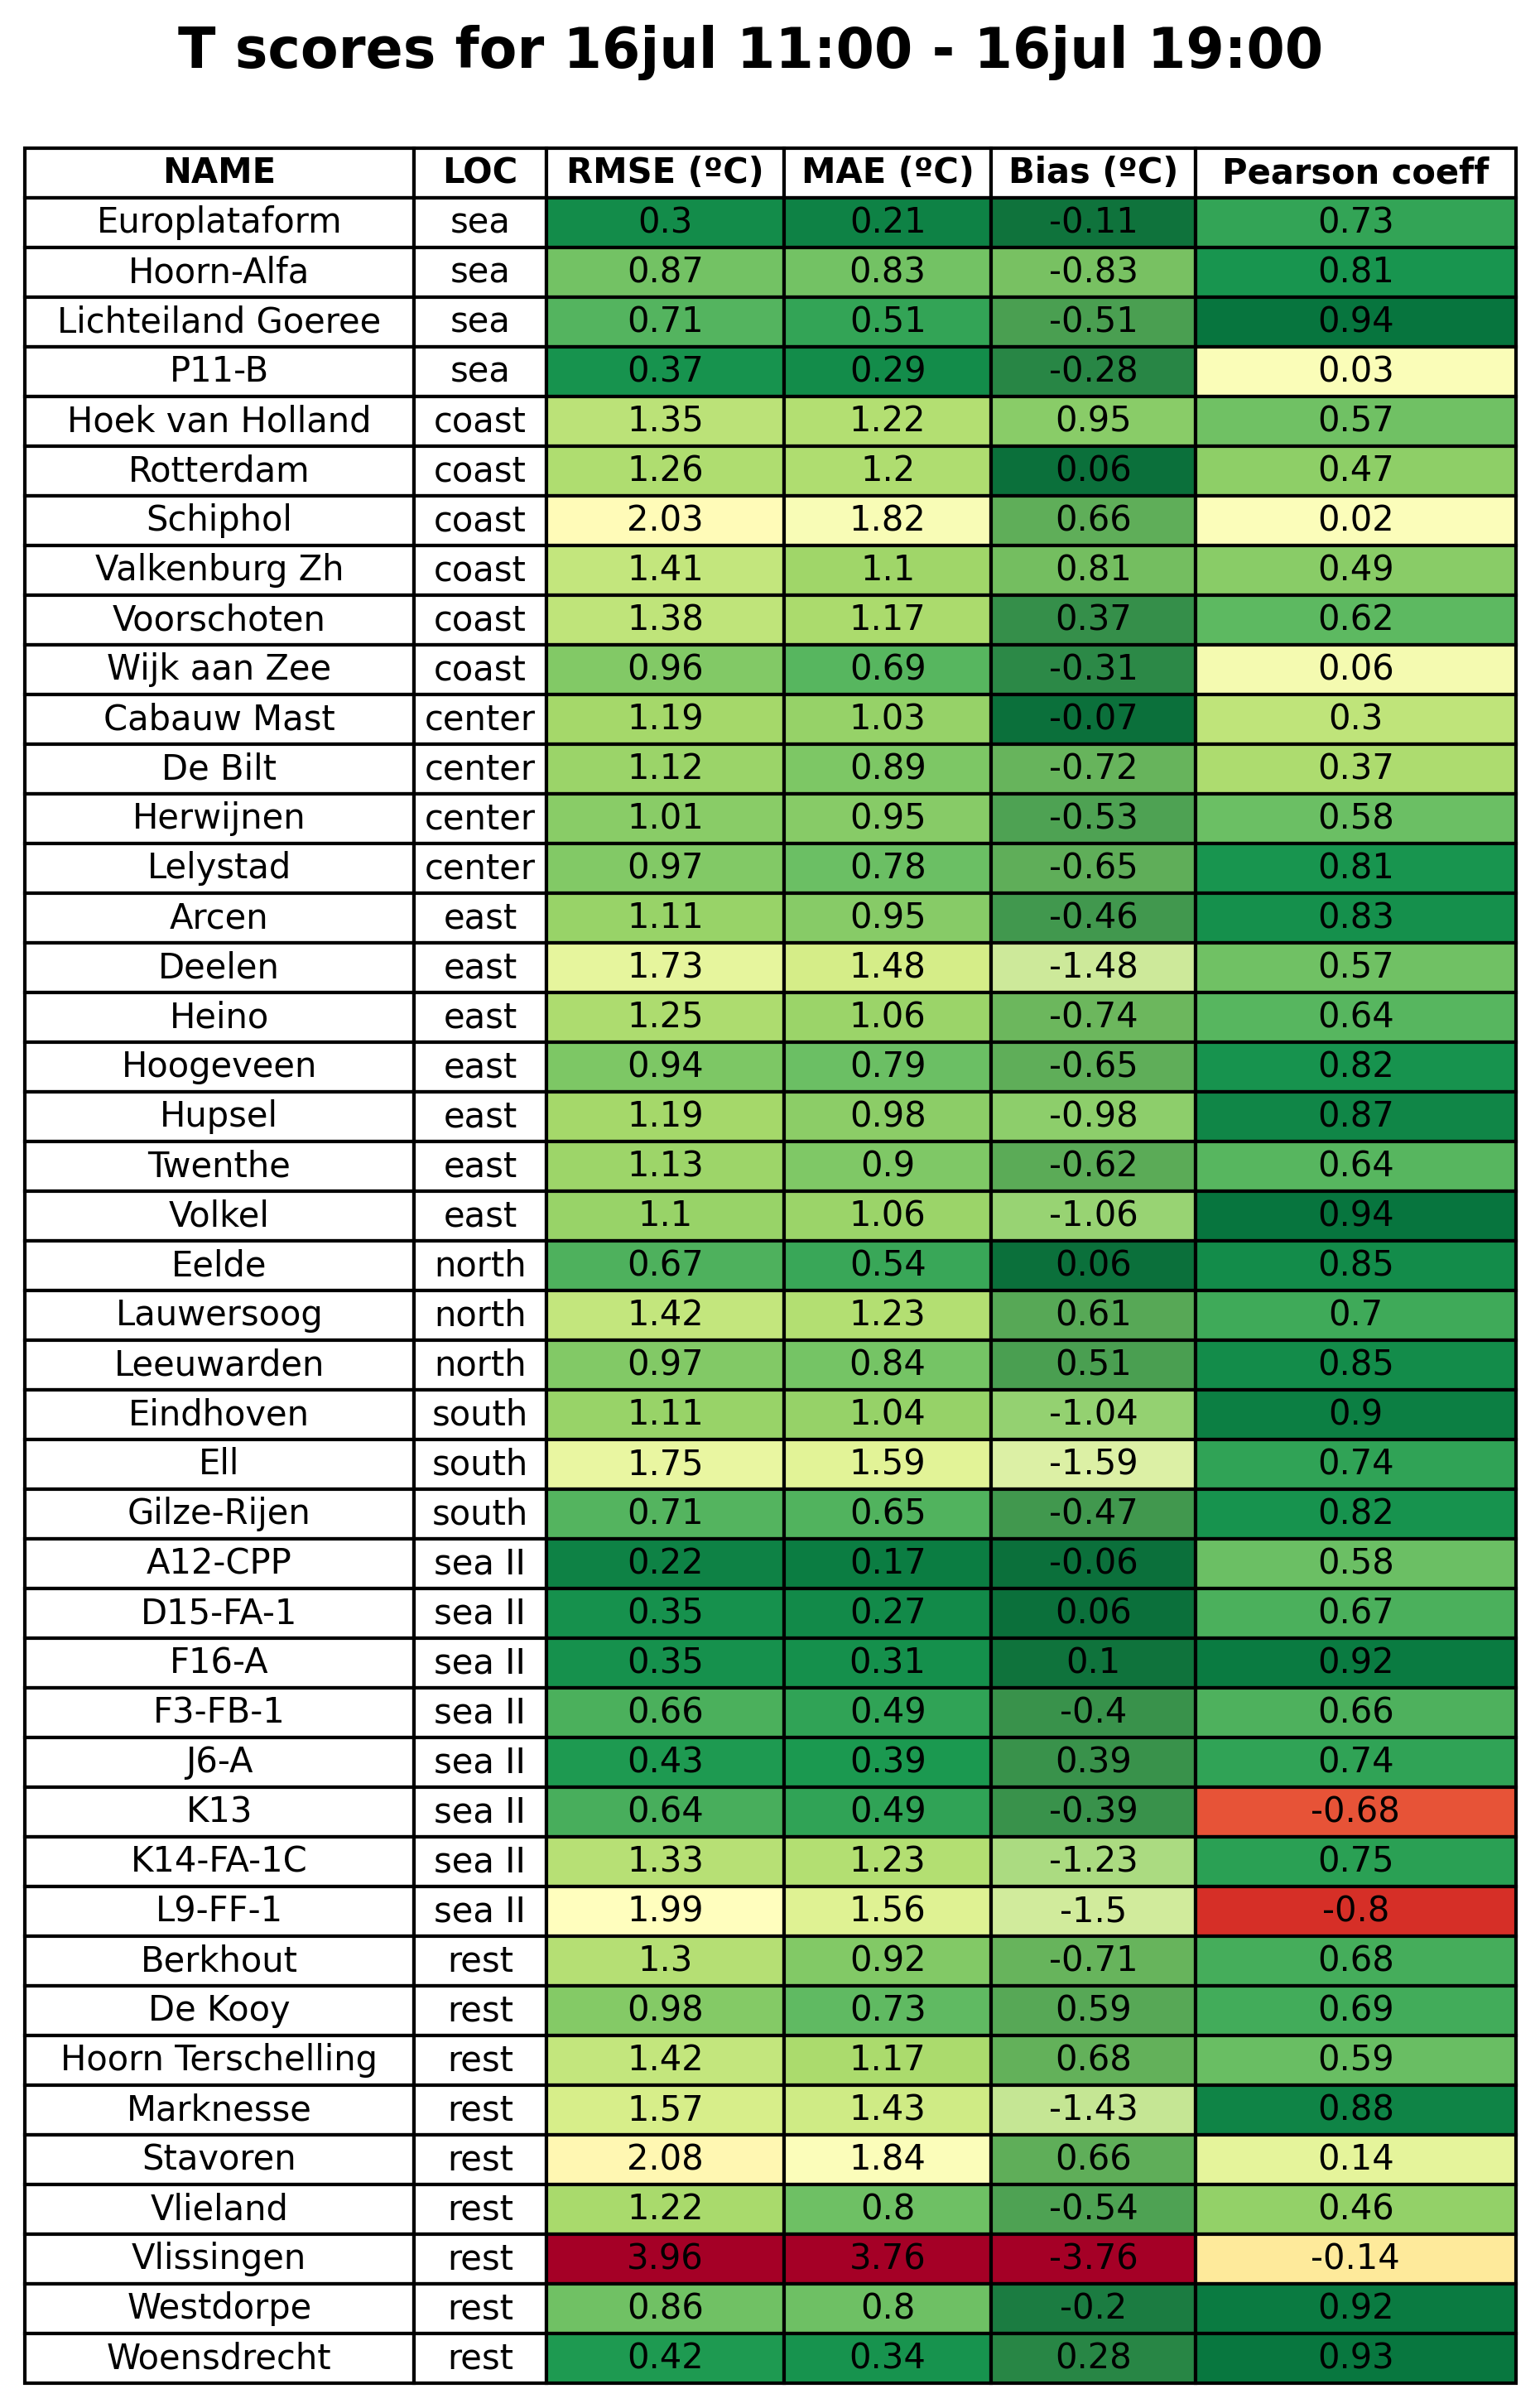 T scores for 16jul 11:00 - 16jul 19:00
NAME LOC RMSE (ºC) MAE (ºC) Bias (ºC) Pearson coeff
Europlataform sea 0.3 0.21 -0.11 0.73
Hoorn-Alfa sea 0.87 0.83 -0.83 0.81
Lichteiland Goeree sea 0.71 0.51 -0.51 0.94
P11-B sea 0.37 0.29 -0.28 0.03
Hoek van Holland coast 1.35 1.22 0.95 0.57
Rotterdam coast 1.26 1.2 0.06 0.47
Schiphol coast 2.03 1.82 0.66 0.02
Valkenburg Zh coast 1.41 1.1 0.81 0.49
Voorschoten coast 1.38 1.17 0.37 0.62
Wijk aan Zee coast 0.96 0.69 -0.31 0.06
Cabauw Mast center 1.19 1.03 -0.07 0.3
De Bilt center 1.12 0.89 -0.72 0.37
Herwijnen center 1.01 0.95 -0.53 0.58
Lelystad center 0.97 0.78 -0.65 0.81
Arcen east 1.11 0.95 -0.46 0.83
Deelen east 1.73 1.48 -1.48 0.57
Heino east 1.25 1.06 -0.74 0.64
Hoogeveen east 0.94 0.79 -0.65 0.82
Hupsel east 1.19 0.98 -0.98 0.87
Twenthe east 1.13 0.9 -0.62 0.64
Volkel east 1.1 1.06 -1.06 0.94
Eelde north 0.67 0.54 0.06 0.85
Lauwersoog north 1.42 1.23 0.61 0.7
Leeuwarden north 0.97 0.84 0.51 0.85
Eindhoven south 1.11 1.04 -1.04 0.9
Ell south 1.75 1.59 -1.59 0.74
Gilze-Rijen south 0.71 0.65 -0.47 0.82
A12-CPP sea II 0.22 0.17 -0.06 0.58
D15-FA-1 sea II 0.35 0.27 0.06 0.67
F16-A sea II 0.35 0.31 0.1 0.92
F3-FB-1 sea II 0.66 0.49 -0.4 0.66
J6-A sea II 0.43 0.39 0.39 0.74
K13 sea II 0.64 0.49 -0.39 -0.68
K14-FA-1C sea II 1.33 1.23 -1.23 0.75
L9-FF-1 sea II 1.99 1.56 -1.5 -0.8
Berkhout rest 1.3 0.92 -0.71 0.68
De Kooy rest 0.98 0.73 0.59 0.69
Hoorn Terschelling rest 1.42 1.17 0.68 0.59
Marknesse rest 1.57 1.43 -1.43 0.88
Stavoren rest 2.08 1.84 0.66 0.14
Vlieland rest 1.22 0.8 -0.54 0.46
Vlissingen rest 3.96 3.76 -3.76 -0.14
Westdorpe rest 0.86 0.8 -0.2 0.92
Woensdrecht rest 0.42 0.34 0.28 0.93